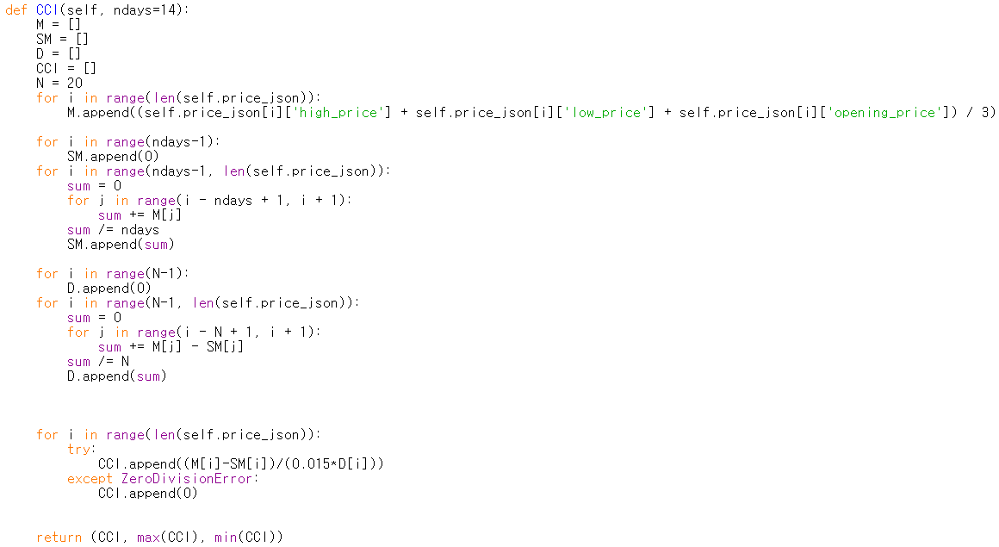 def CCI(self, ndays=14):
    M = []
    SM = []
    D = []
    CCI = []
    N = 20
    for i in range(len(self.price_json)):
        M.append((self.price_json[i]['high_price'] + self.price_json[i]['low_price'] + self.price_json[i]['opening_price']) / 3)
    for i in range(ndays-1):
        SM.append(0)
    for i in range(ndays-1, len(self.price_json)):
        sum = 0
        for j in range(i - ndays + 1, i + 1):
            sum += M[j]
        sum /= ndays
        SM.append(sum)
    for i in range(N-1):
        D.append(0)
    for i in range(N-1, len(self.price_json)):
        sum = 0
        for j in range(i - N + 1, i + 1):
            sum += M[j] - SM[j]
        sum /= N
        D.append(sum)
    for i in range(len(self.price_json)):
        try:
            CCI.append((M[i]-SM[i])/(0.015*D[i]))
        except ZeroDivisionError:
            CCI.append(0)
    return (CCI, max(CCI), min(CCI))